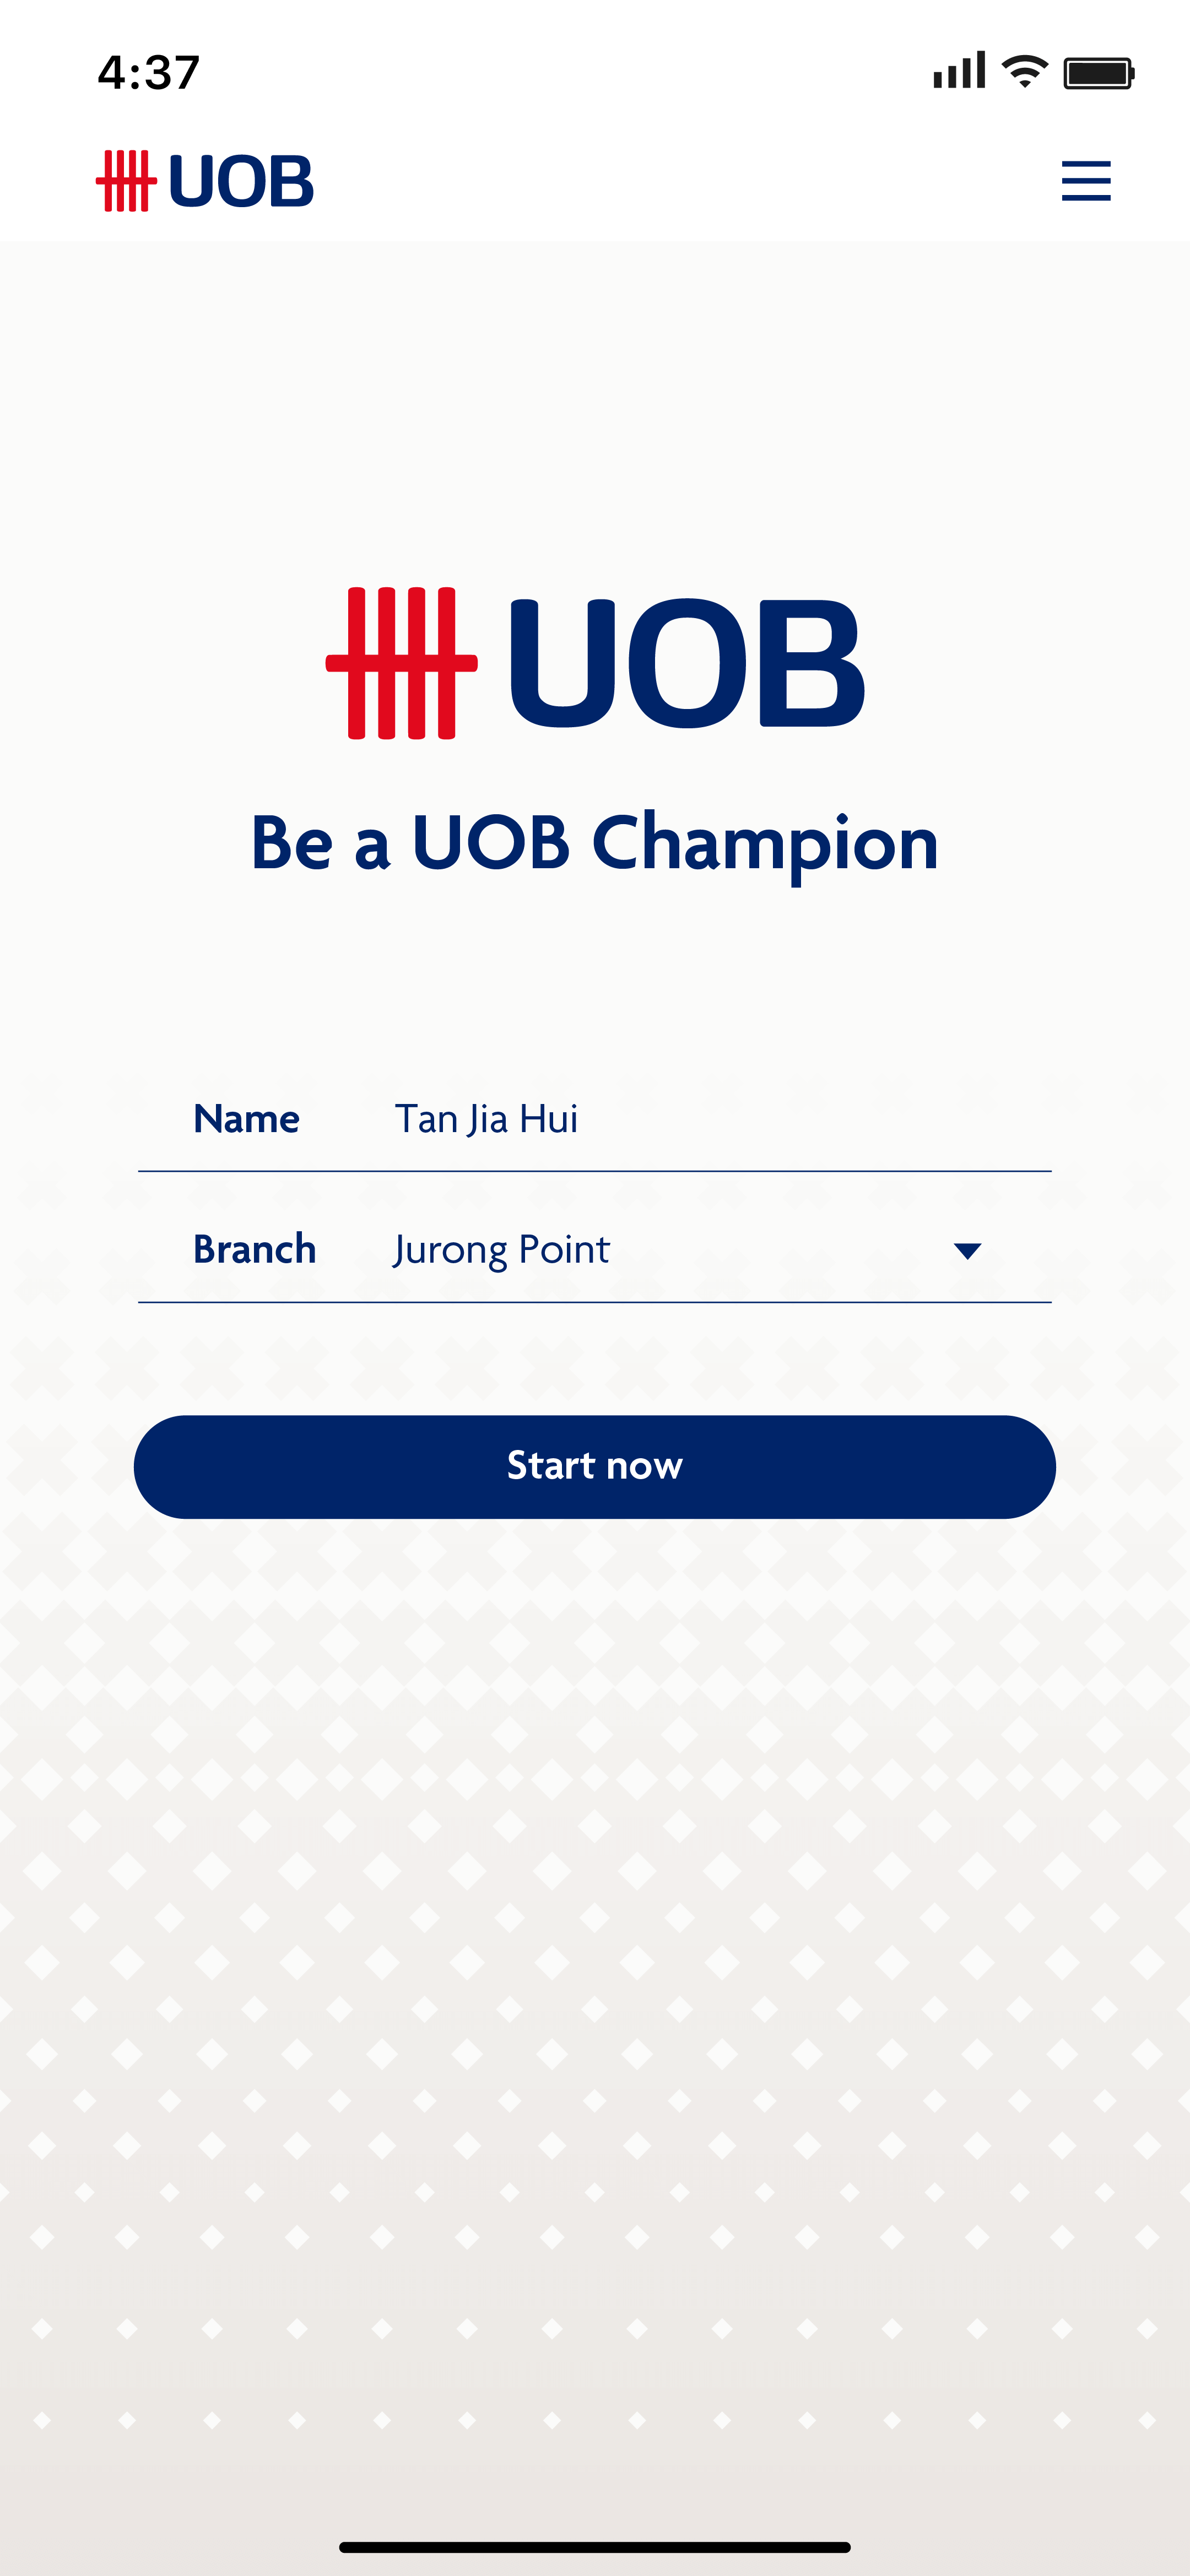 4:37
UOB
UOB
Be a UOB Champion
Name Tan Jia Hui
Branch Jurong Point
Start now